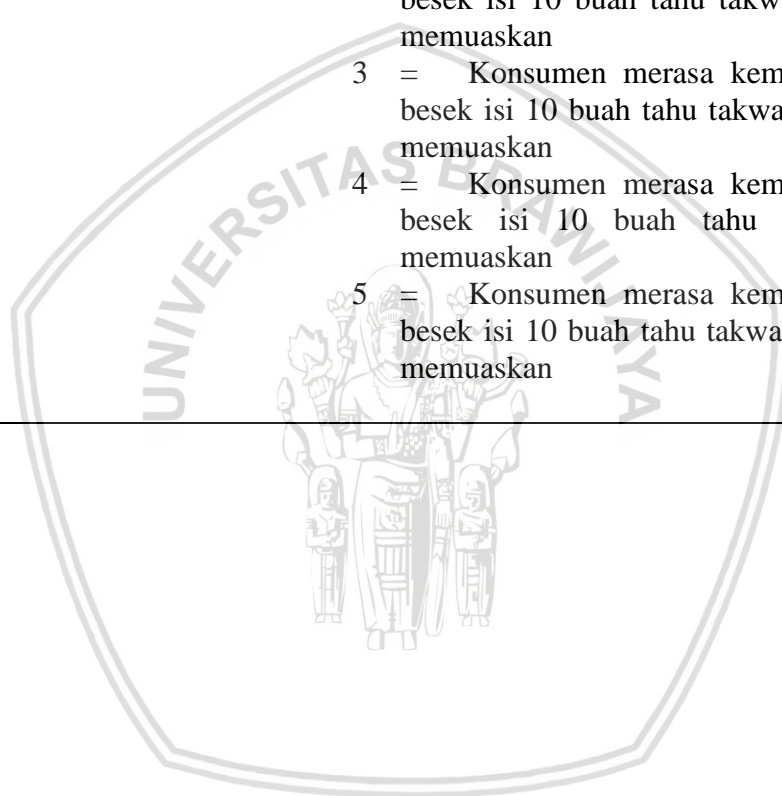 besek isi 10 buah tahu takw
memuaskan
3 = Konsumen merasa kem
besek isi 10 buah tahu takwa
memuaskan
4 = Konsumen merasa kem
besek isi 10 buah tahu
memuaskan
5 = Konsumen merasa kem
besek isi 10 buah tahu takwa
memuaskan
UNIVERSITAS BRAWIJAYA